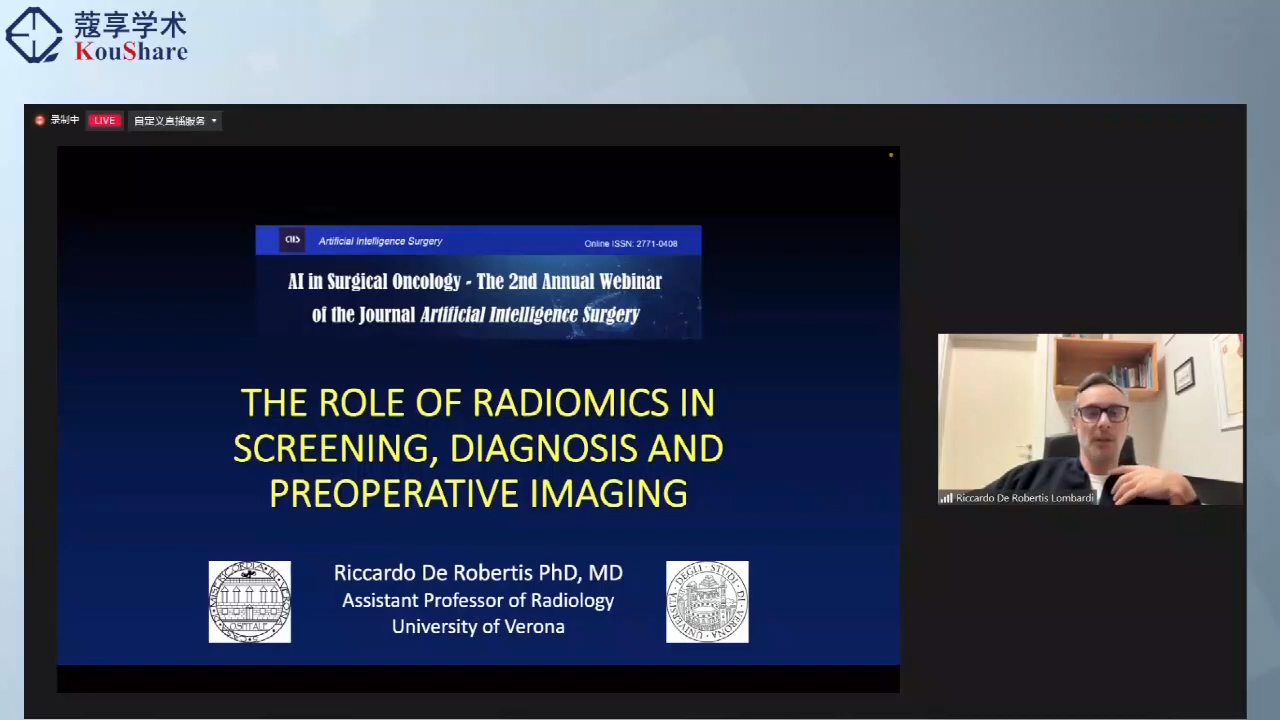 蔻享学术
KouShare
录制中 LIVE 自定义直播服务
Artificial Intelligence Surgery Online ISSN: 2771-0408
AI in Surgical Oncology - The 2nd Annual Webinar
of the Journal Artificial Intelligence Surgery
THE ROLE OF RADIOMICS IN
SCREENING, DIAGNOSIS AND
PREOPERATIVE IMAGING
Riccardo De Robertis PhD, MD
Assistant Professor of Radiology
University of Verona
Riccardo De Robertis Lombardi